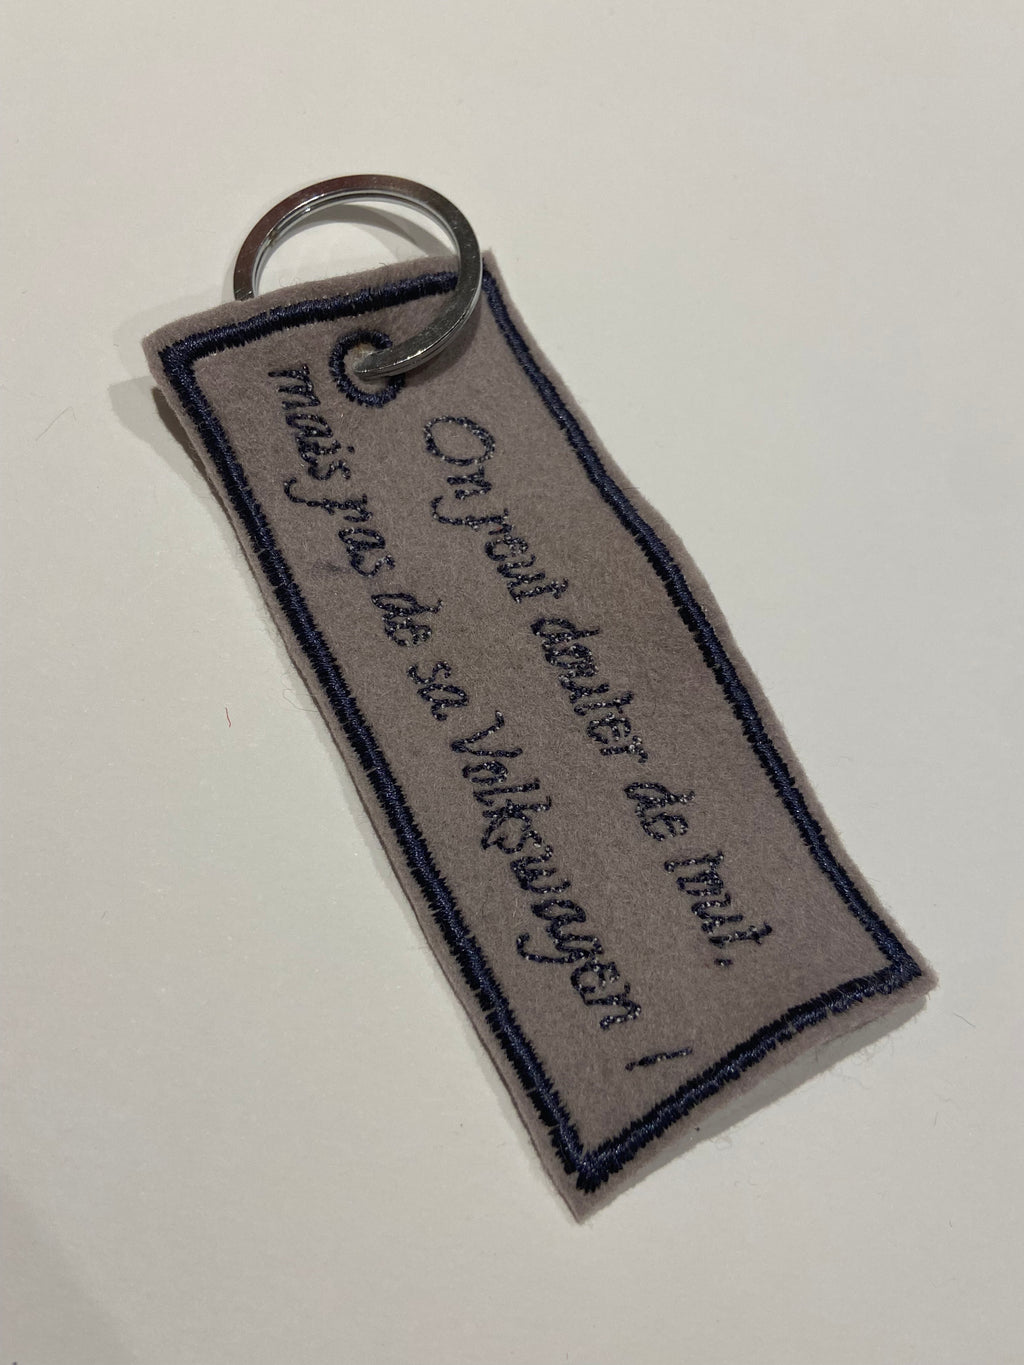 On peut douter de tout,
mais pas de sa Volkswagen !